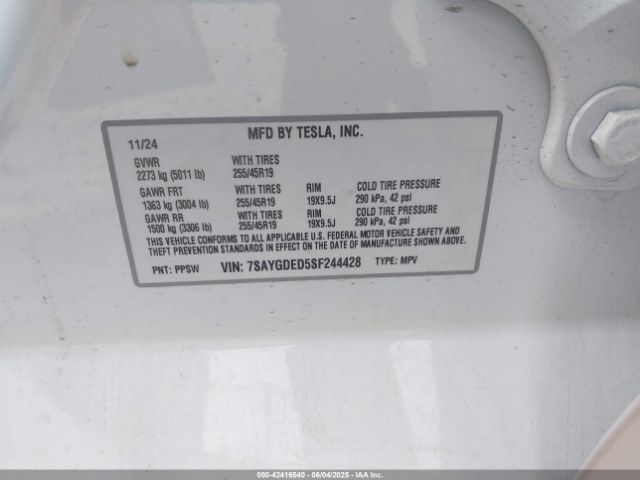 MFD BY TESLA, INC.
11/24
GVWR WITH TIRES
2273 kg (5011 lb) 255/45R19
GAWR FRT WITH TIRES RIM COLD TIRE PRESSURE
1363 kg (3004 lb) 255/45R19 19X9.5J 290 kPa, 42 psi
GAWR RR WITH TIRES RIM COLD TIRE PRESSURE
1500 kg (3306 lb) 255/45R19 19X9.5J 290 kPa, 42 psi
THIS VEHICLE CONFORMS TO ALL APPLICABLE U.S. FEDERAL MOTOR VEHICLE SAFETY AND
THEFT PREVENTION STANDARDS IN EFFECT ON THE DATE OF MANUFACTURE SHOWN ABOVE.
PNT: PPSW VIN: 7SAYGDED5SF244428 TYPE: MPV
000-42416540 - 06/04/2025 - IAA, Inc.